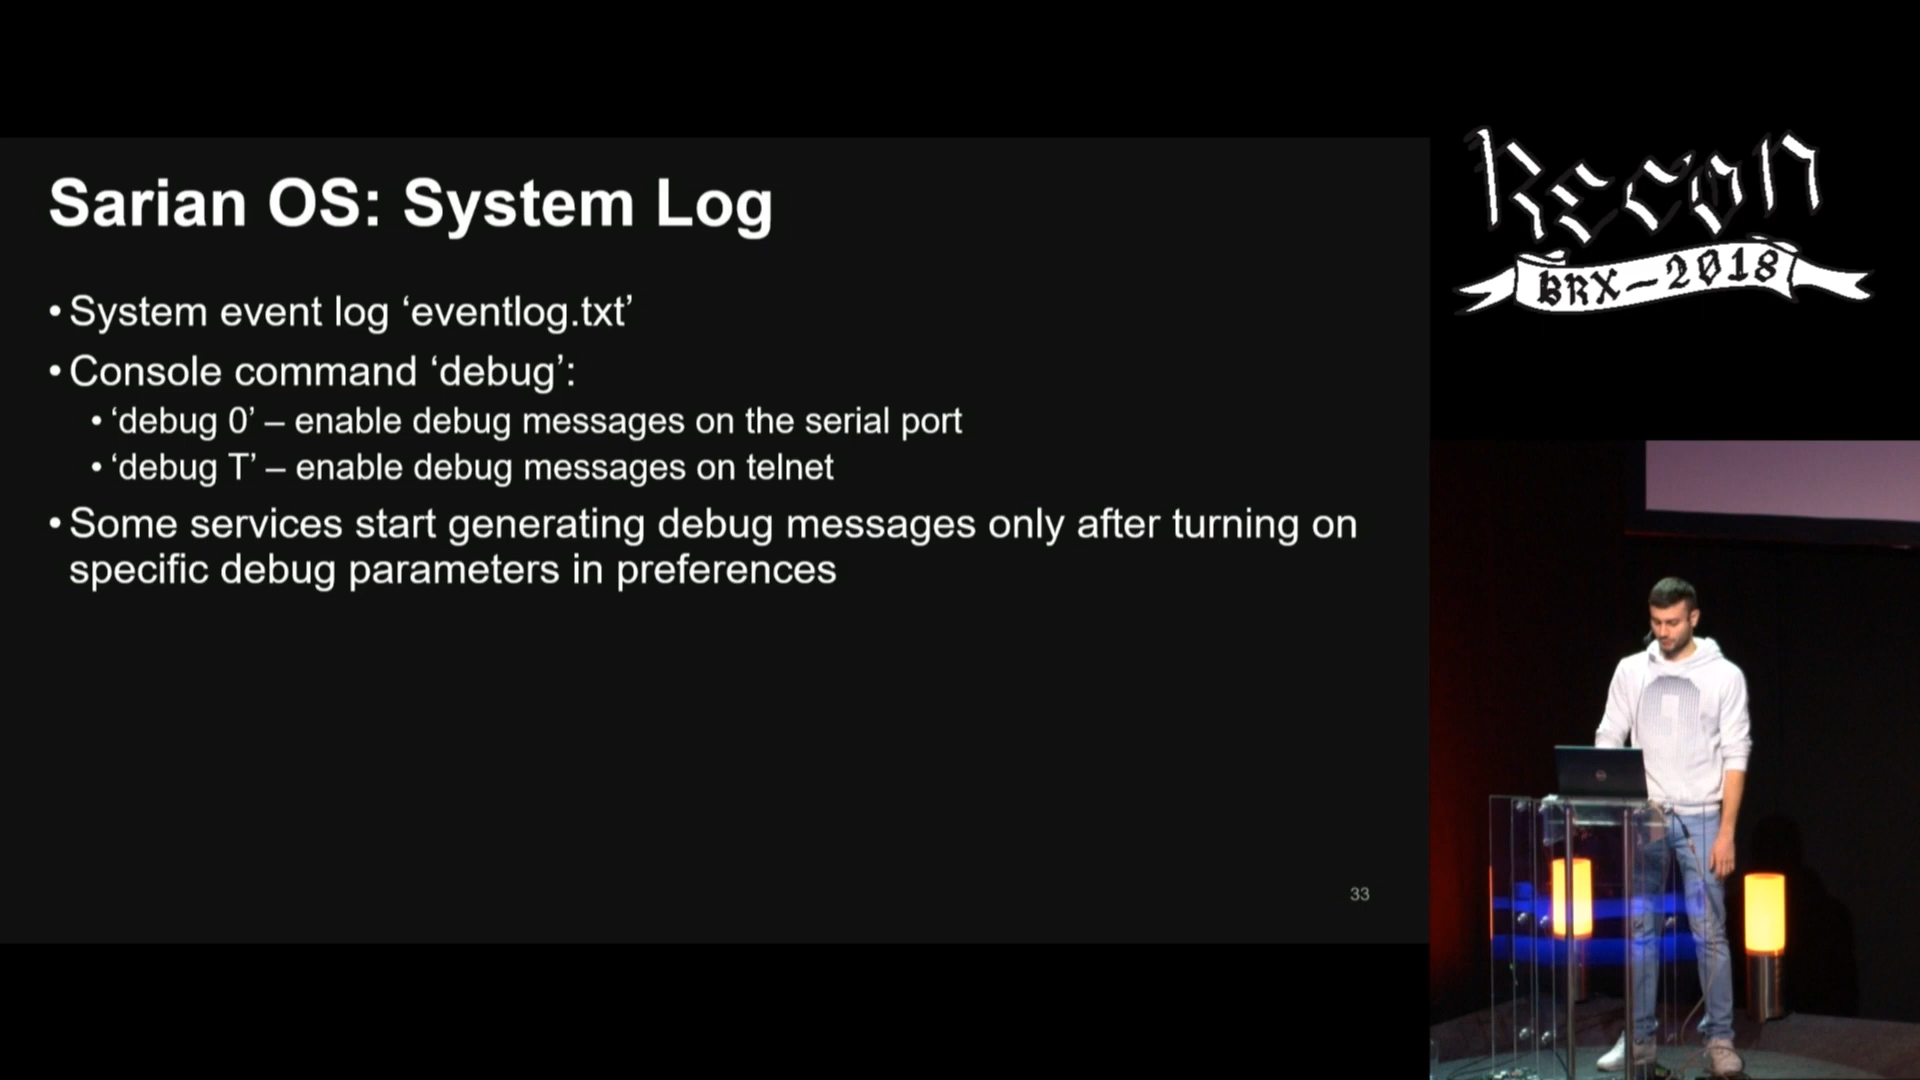 Sarian OS: System Log
• System event log ‘eventlog.txt’
• Console command ‘debug’:
• ‘debug 0’ – enable debug messages on the serial port
• ‘debug T’ – enable debug messages on telnet
• Some services start generating debug messages only after turning on
specific debug parameters in preferences
33
Recon
BRX-2018